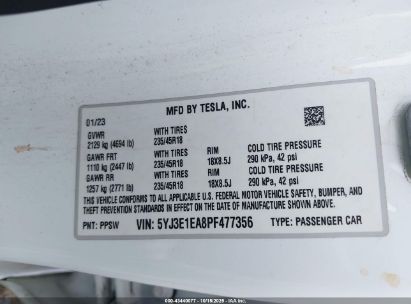 MFD BY TESLA, INC.
01/23
GVWR WITH TIRES
2129 kg (4694 lb) 235/45R18
GAWR FRT WITH TIRES RIM COLD TIRE PRESSURE
1110 kg (2447 lb) 235/45R18 18X8.5J 290 kPa, 42 psi
GAWR RR WITH TIRES RIM COLD TIRE PRESSURE
1257 kg (2771 lb) 235/45R18 18X8.5J 290 kPa, 42 psi
THIS VEHICLE CONFORMS TO ALL APPLICABLE U.S. FEDERAL MOTOR VEHICLE SAFETY, BUMPER, AND
THEFT PREVENTION STANDARDS IN EFFECT ON THE DATE OF MANUFACTURE SHOWN ABOVE.
PNT: PPSW VIN: 5YJ3E1EA8PF477356 TYPE: PASSENGER CAR